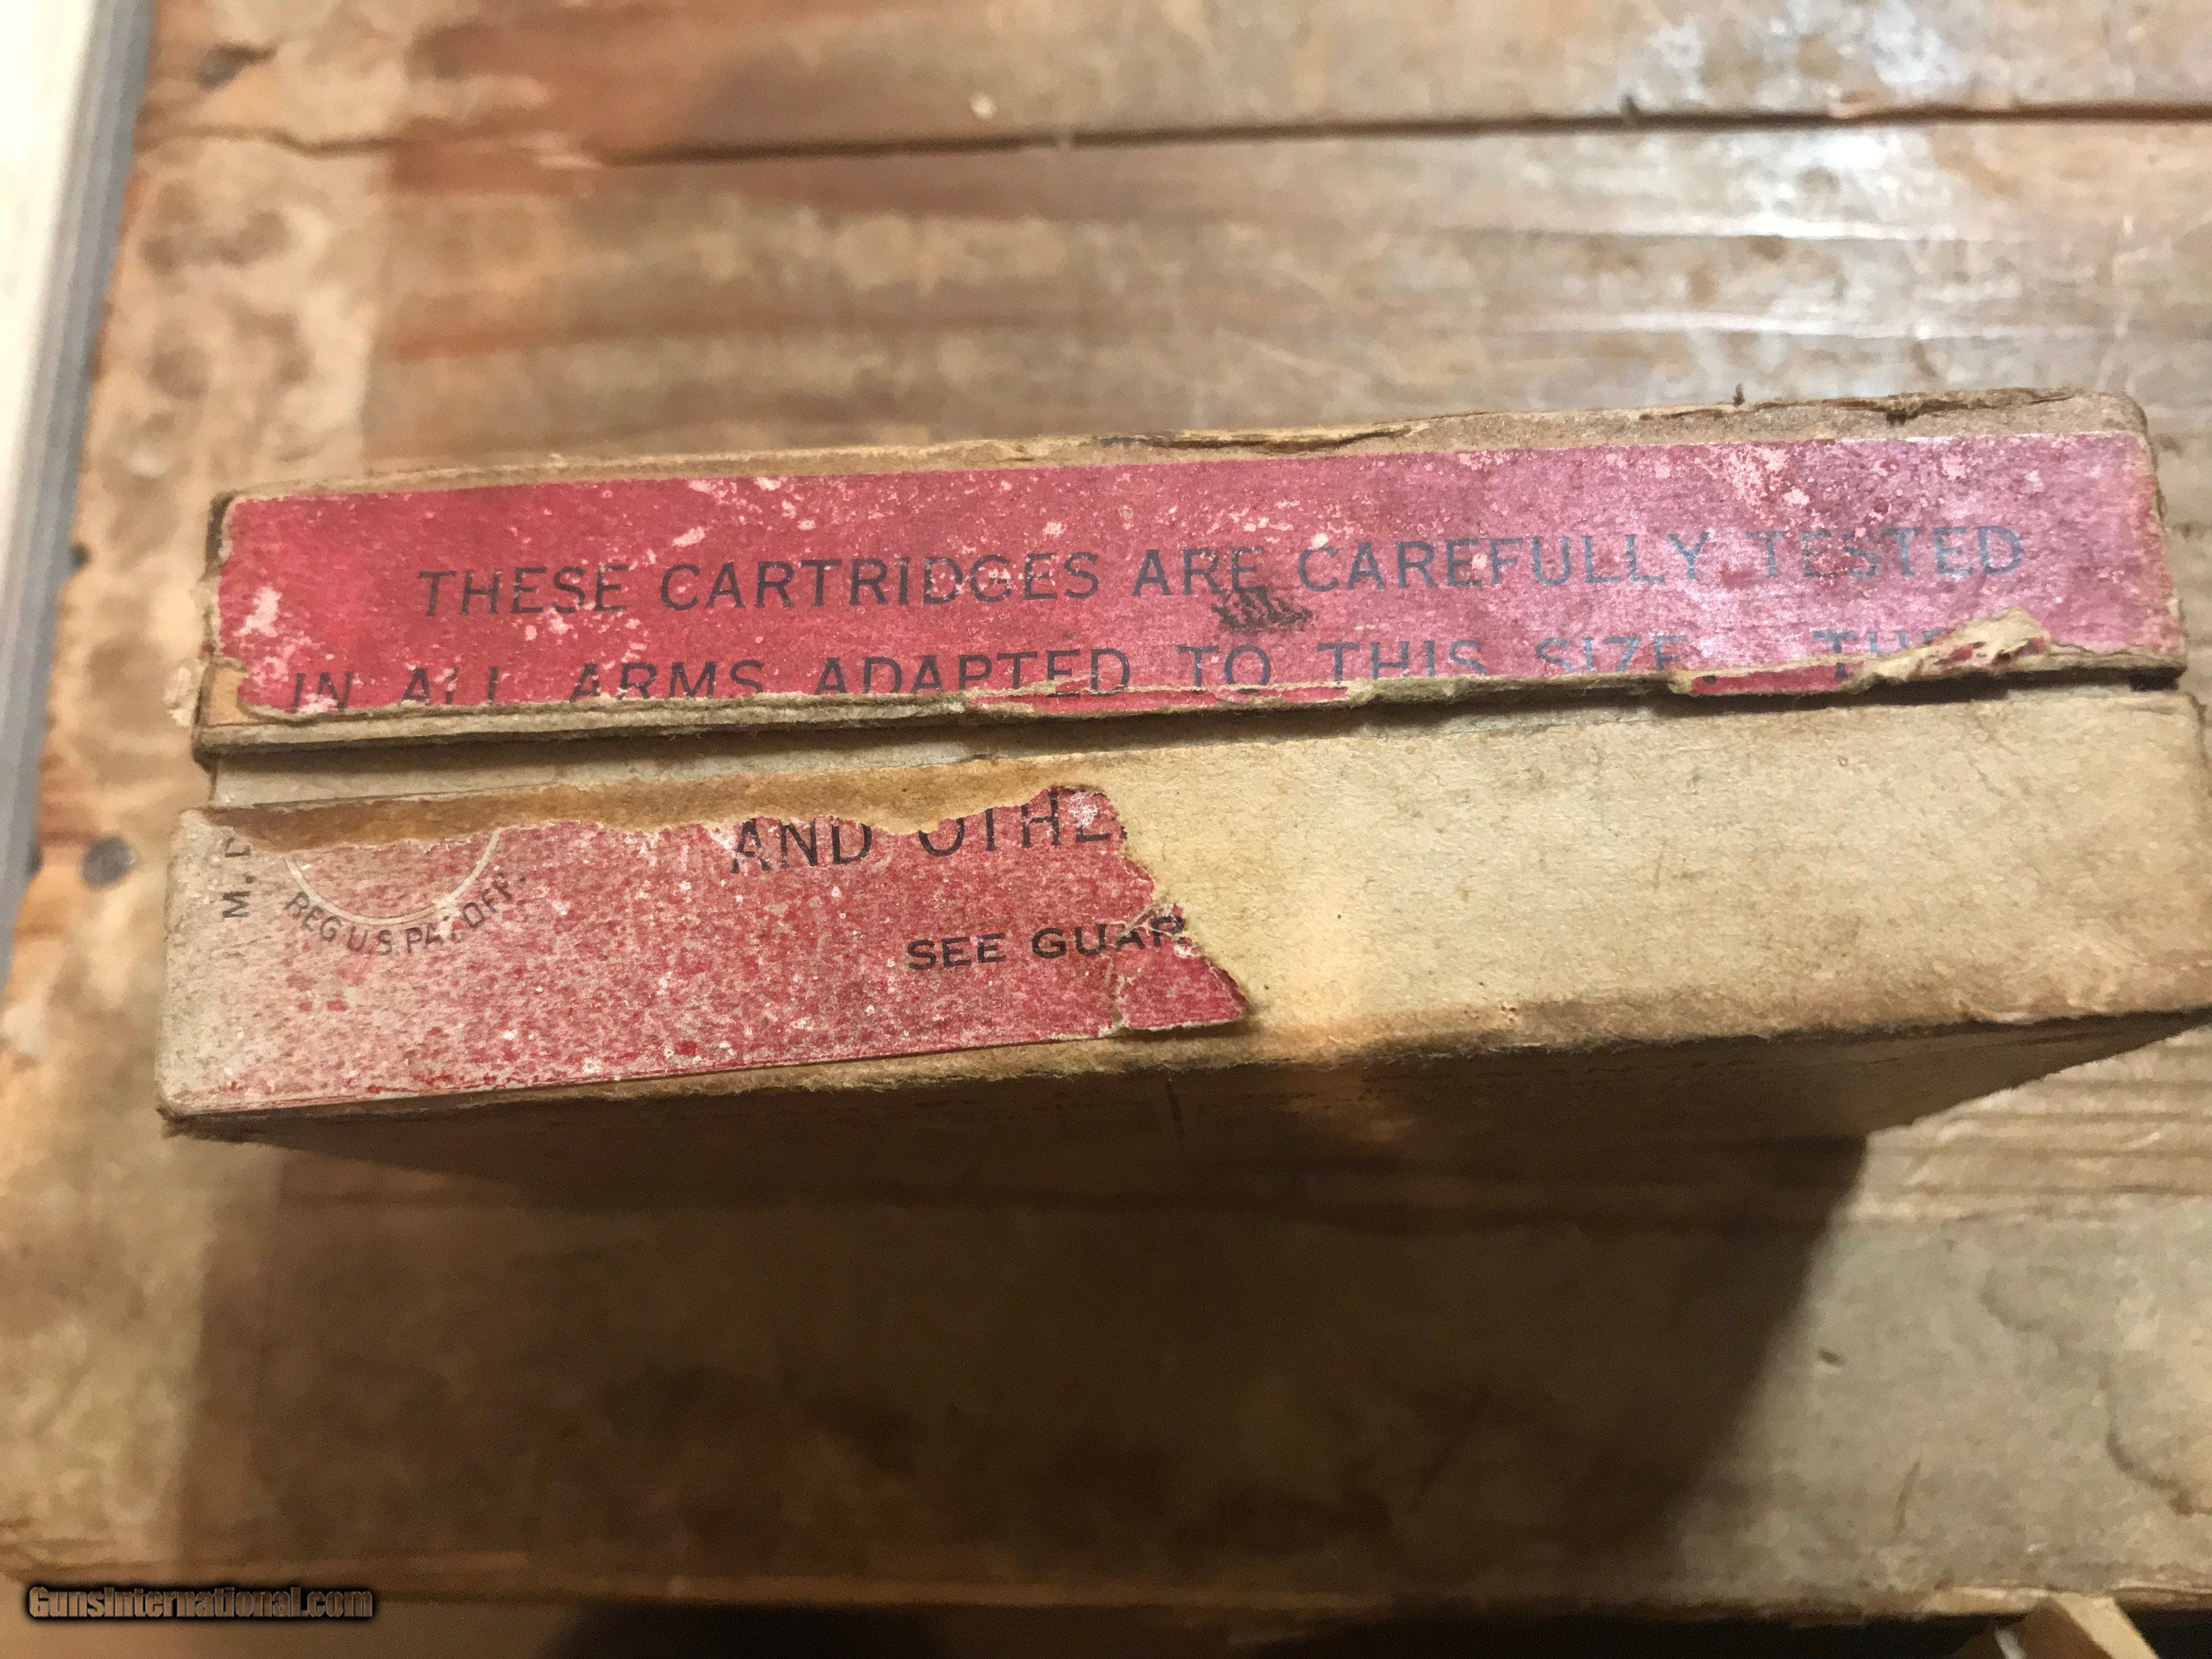 THESE CARTRIDGES ARE CAREFULLY TESTED
IN ALL ARMS ADAPTED TO THIS SIZE. TH
AND OTHE
M. D
REG U.S. PAT. OFF.
SEE GUAR
GunsInternational.com